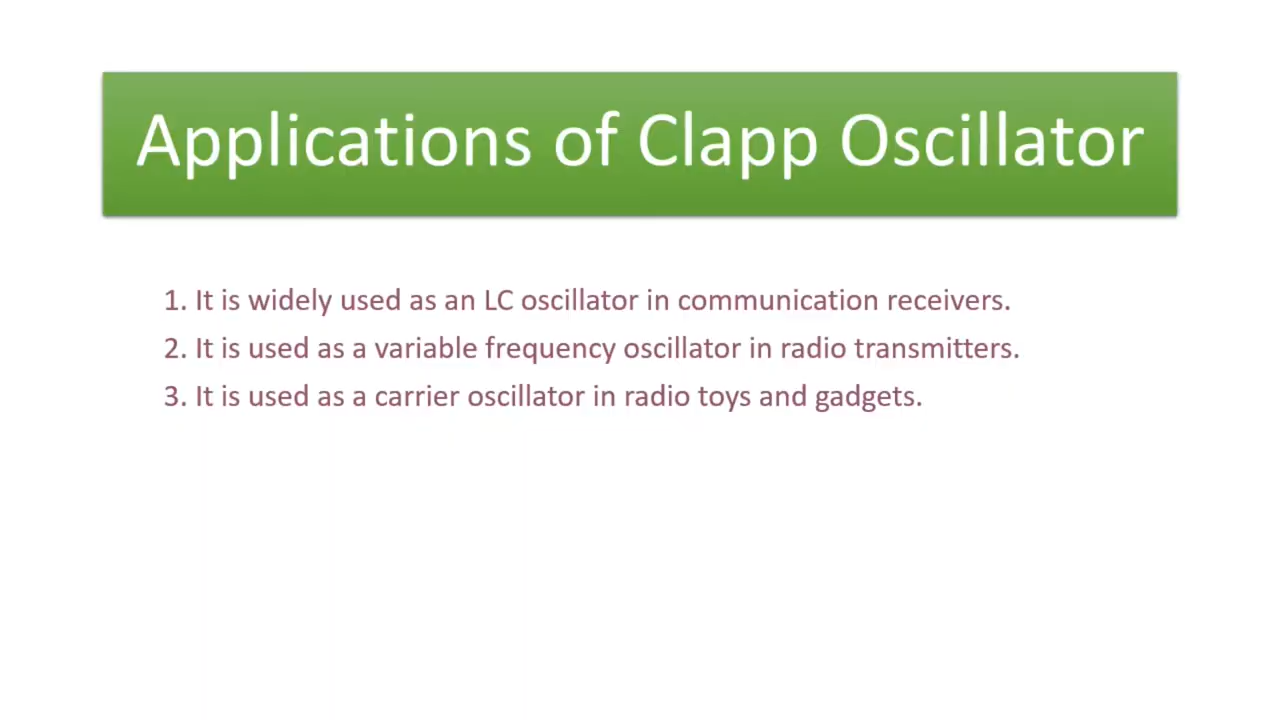 Applications of Clapp Oscillator
1. It is widely used as an LC oscillator in communication receivers.
2. It is used as a variable frequency oscillator in radio transmitters.
3. It is used as a carrier oscillator in radio toys and gadgets.